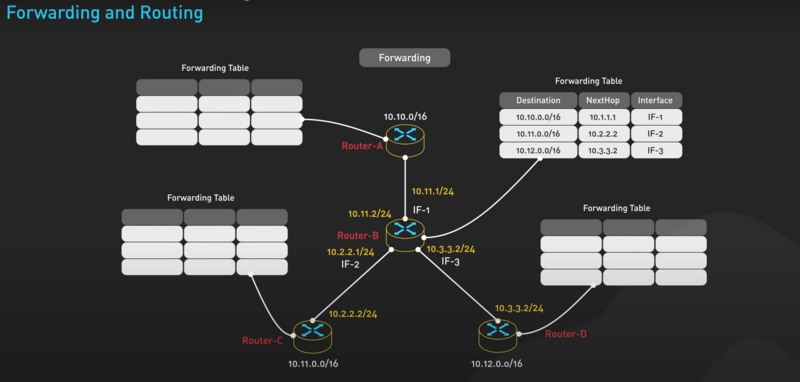 Forwarding and Routing
Forwarding
Forwarding Table
Forwarding Table
Destination NextHop Interface
10.10.0.0/16 10.1.1.1 IF-1
10.11.0.0/16 10.2.2.2 IF-2
10.12.0.0/16 10.3.3.2 IF-3
10.10.0/16
Router-A
10.11.1/24
Forwarding Table
Forwarding Table
10.11.2/24
IF-1
Router-B
10.2.2.1/24
10.3.3.2/24
IF-2
IF-3
10.2.2.2/24
10.3.3.2/24
Router-C
Router-D
10.11.0.0/16
10.12.0.0/16